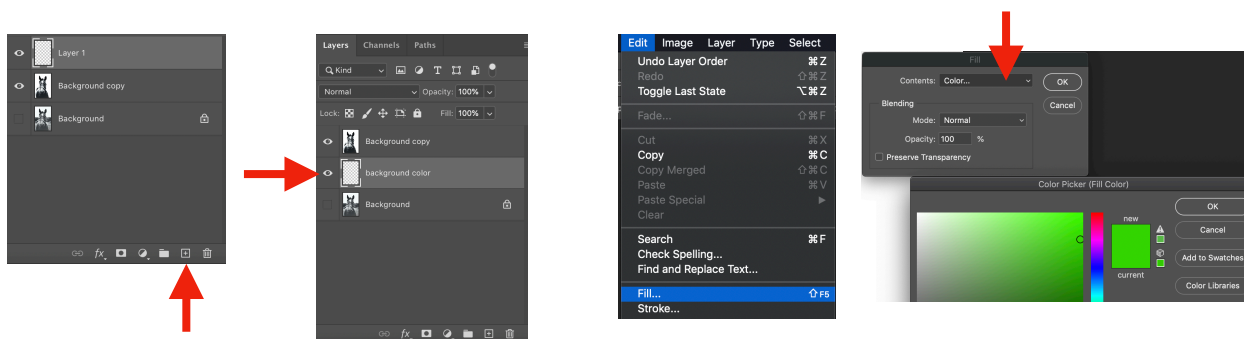 Layer 1
Background copy
Background
fx
Layers Channels Paths
Kind T
Normal Opacity: 100%
Lock: Fill: 100%
Background copy
background color
Background
fx
Edit Image Layer Type Select
Undo Layer Order ⌘Z
Redo ⇧⌘Z
Toggle Last State ⌥⌘Z
Fade... ⇧⌘F
Cut ⌘X
Copy ⌘C
Copy Merged ⇧⌘C
Paste ⌘V
Paste Special
Clear
Search ⌘F
Check Spelling...
Find and Replace Text...
Fill... ⇧F5
Stroke...
Fill
Contents: Color... OK
Blending Cancel
Mode: Normal
Opacity: 100 %
Preserve Transparency
Color Picker (Fill Color)
OK
new
Cancel
Add to Swatches
current
Color Libraries